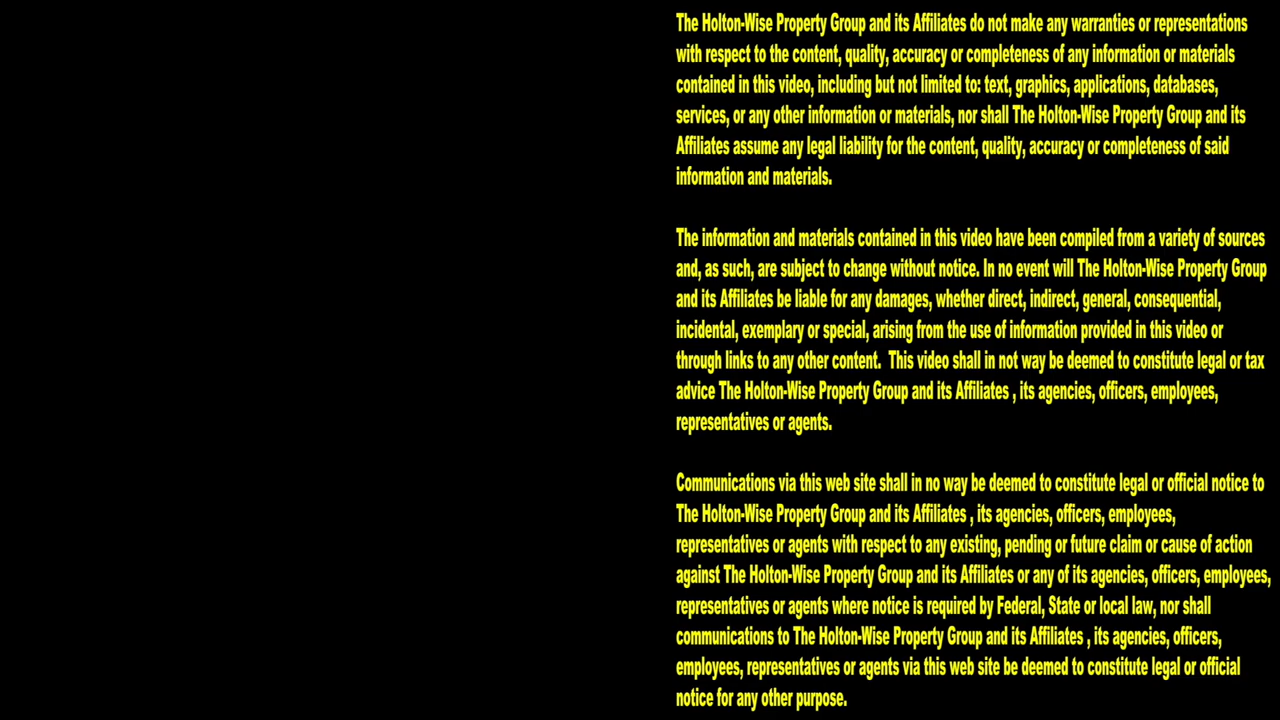 The Holton-Wise Property Group and its Affiliates do not make any warranties or representations
with respect to the content, quality, accuracy or completeness of any information or materials
contained in this video, including but not limited to: text, graphics, applications, databases,
services, or any other information or materials, nor shall The Holton-Wise Property Group and its
Affiliates assume any legal liability for the content, quality, accuracy or completeness of said
information and materials.
The information and materials contained in this video have been compiled from a variety of sources
and, as such, are subject to change without notice. In no event will The Holton-Wise Property Group
and its Affiliates be liable for any damages, whether direct, indirect, general, consequential,
incidental, exemplary or special, arising from the use of information provided in this video or
through links to any other content.  This video shall in not way be deemed to constitute legal or tax
advice The Holton-Wise Property Group and its Affiliates , its agencies, officers, employees,
representatives or agents.
Communications via this web site shall in no way be deemed to constitute legal or official notice to
The Holton-Wise Property Group and its Affiliates , its agencies, officers, employees,
representatives or agents with respect to any existing, pending or future claim or cause of action
against The Holton-Wise Property Group and its Affiliates or any of its agencies, officers, employees,
representatives or agents where notice is required by Federal, State or local law, nor shall
communications to The Holton-Wise Property Group and its Affiliates , its agencies, officers,
employees, representatives or agents via this web site be deemed to constitute legal or official
notice for any other purpose.